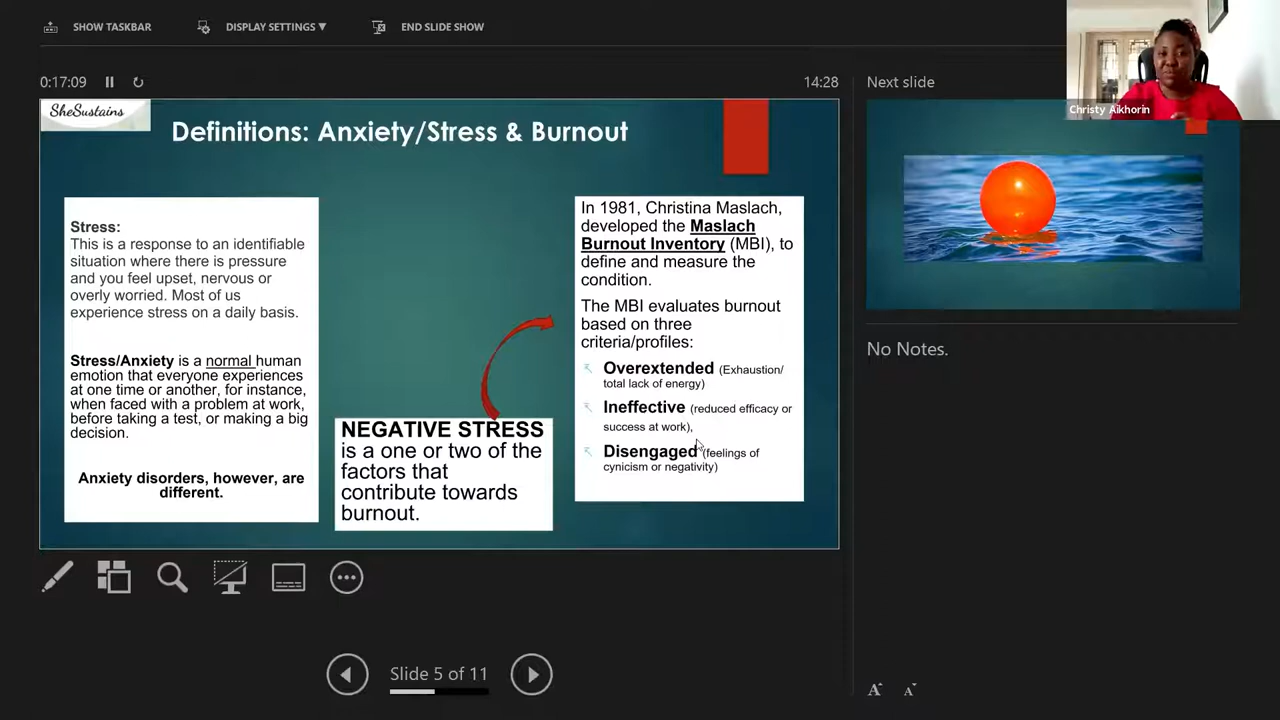 SHOW TASKBAR
DISPLAY SETTINGS ▼
END SLIDE SHOW
Christy Aikhorin
0:17:09
14:28
Next slide
SheSustains
Definitions: Anxiety/Stress & Burnout
Stress:
This is a response to an identifiable
situation where there is pressure
and you feel upset, nervous or
overly worried. Most of us
experience stress on a daily basis.
Stress/Anxiety is a normal human
emotion that everyone experiences
at one time or another, for instance,
when faced with a problem at work,
before taking a test, or making a big
decision.
Anxiety disorders, however, are
different.
NEGATIVE STRESS
is a one or two of the
factors that
contribute towards
burnout.
In 1981, Christina Maslach,
developed the Maslach
Burnout Inventory (MBI), to
define and measure the
condition.
The MBI evaluates burnout
based on three
criteria/profiles:
Overextended (Exhaustion/
total lack of energy)
Ineffective (reduced efficacy or
success at work),
Disengaged (feelings of
cynicism or negativity)
No Notes.
Slide 5 of 11
A A